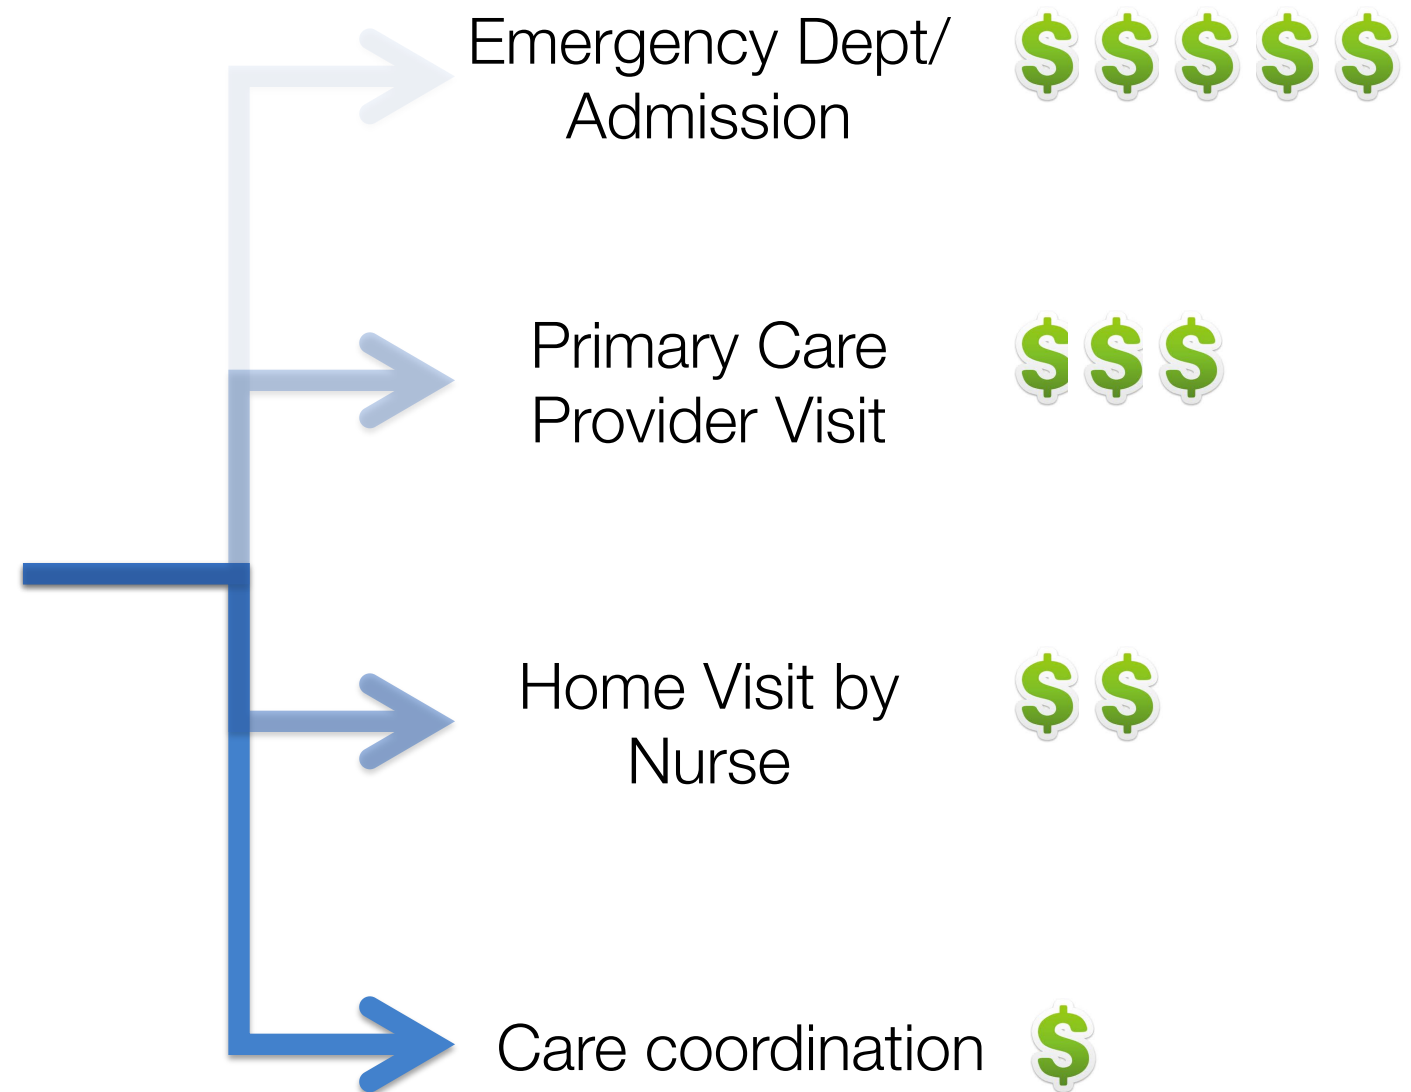 Emergency Dept/ $ $ $ $ $
Admission
Primary Care $ $ $
Provider Visit
Home Visit by $ $
Nurse
Care coordination $